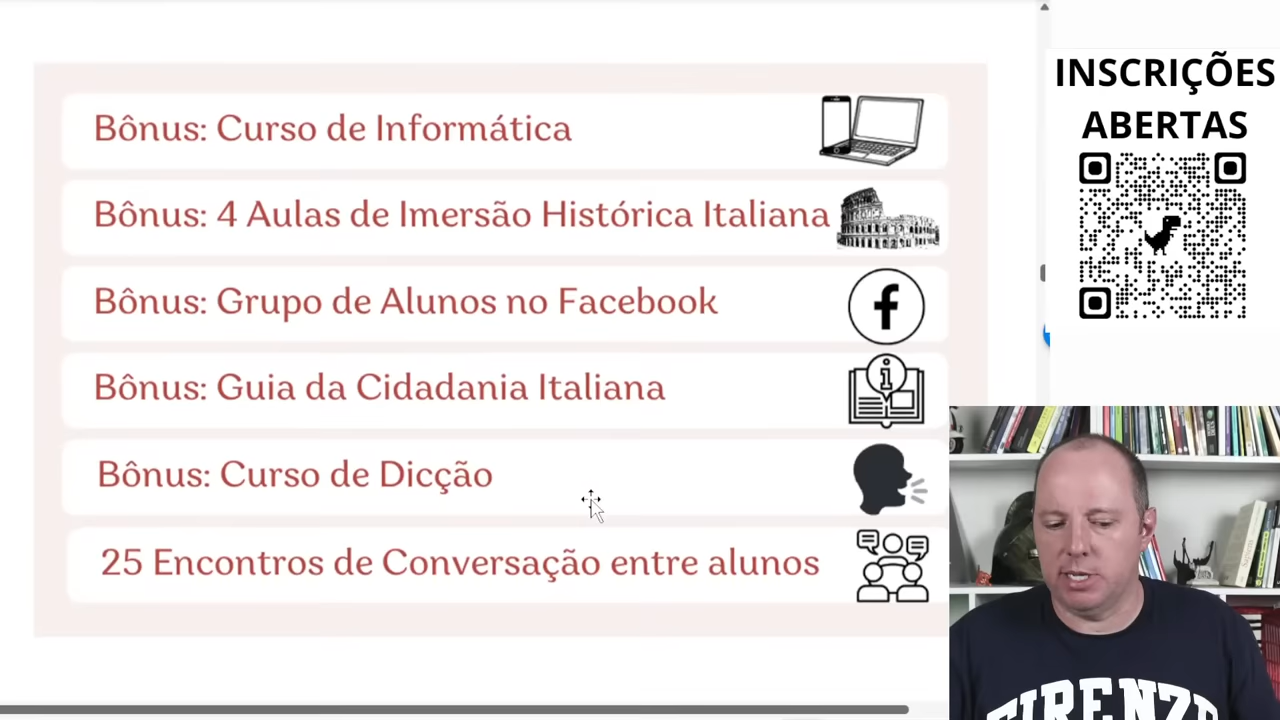 Bônus: Curso de Informática
Bônus: 4 Aulas de Imersão Histórica Italiana
Bônus: Grupo de Alunos no Facebook
Bônus: Guia da Cidadania Italiana
Bônus: Curso de Dicção
25 Encontros de Conversação entre alunos
INSCRIÇÕES
ABERTAS
FIRENZE